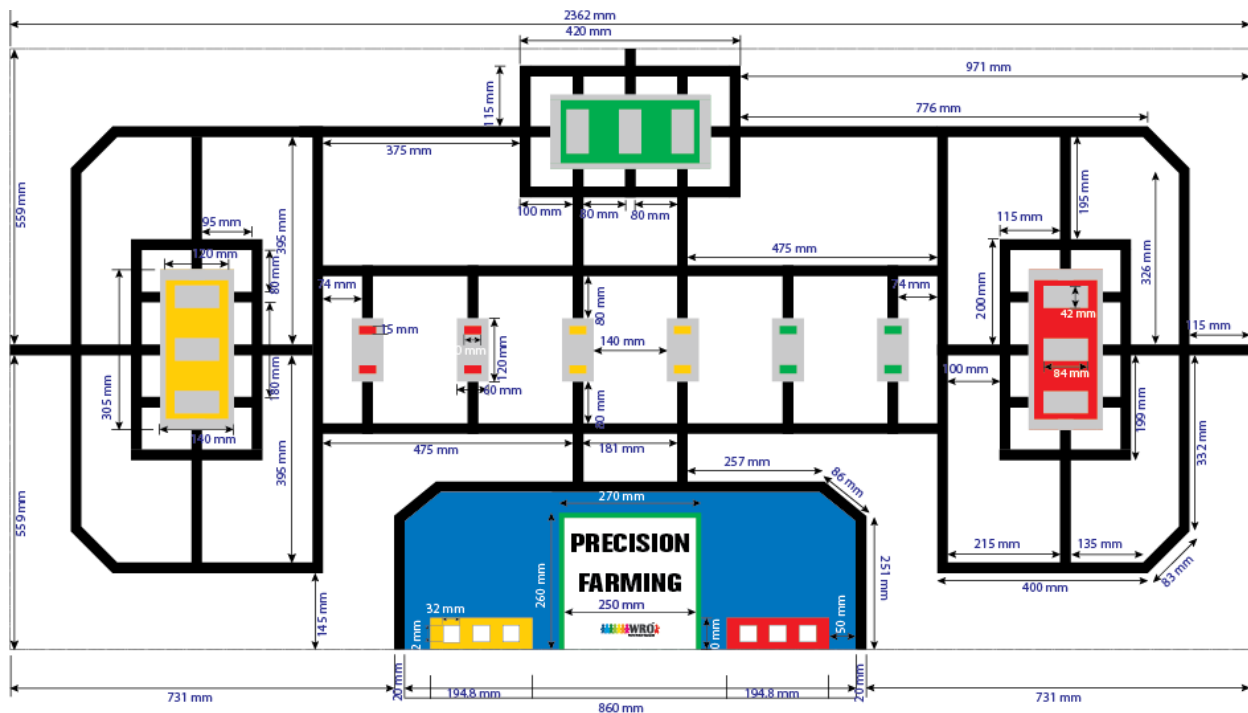 2362 mm
420 mm
971 mm
115 mm
776 mm
375 mm
559 mm
395 mm
195 mm
100 mm
80 mm
80 mm
95 mm
115 mm
120 mm
80 mm
475 mm
326 mm
74 mm
74 mm
200 mm
80 mm
42 mm
15 mm
140 mm
115 mm
120 mm
84 mm
100 mm
305 mm
180 mm
60 mm
199 mm
140 mm
475 mm
181 mm
332 mm
395 mm
257 mm
86 mm
559 mm
270 mm
PRECISION
FARMING
260 mm
250 mm
251 mm
215 mm
135 mm
83 mm
400 mm
145 mm
32 mm
WRO
50 mm
20 mm
194.8 mm
194.8 mm
20 mm
731 mm
860 mm
731 mm